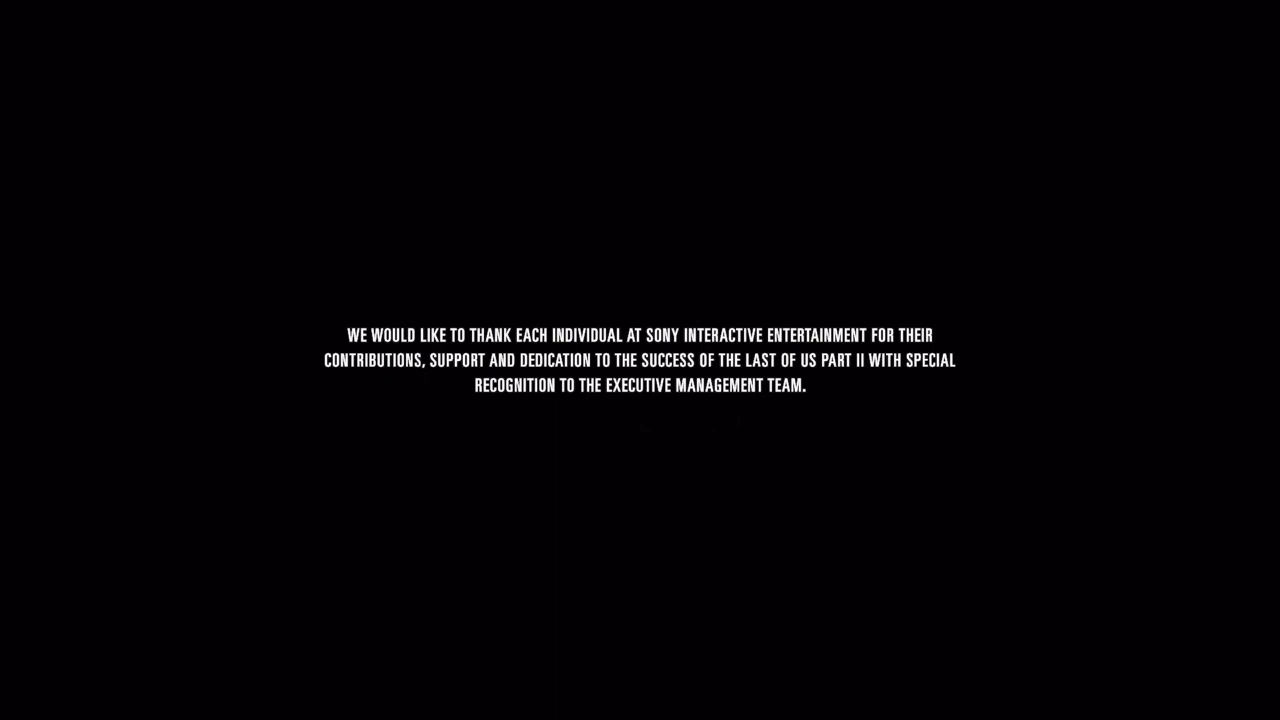 WE WOULD LIKE TO THANK EACH INDIVIDUAL AT SONY INTERACTIVE ENTERTAINMENT FOR THEIR
CONTRIBUTIONS, SUPPORT AND DEDICATION TO THE SUCCESS OF THE LAST OF US PART II WITH SPECIAL
RECOGNITION TO THE EXECUTIVE MANAGEMENT TEAM.